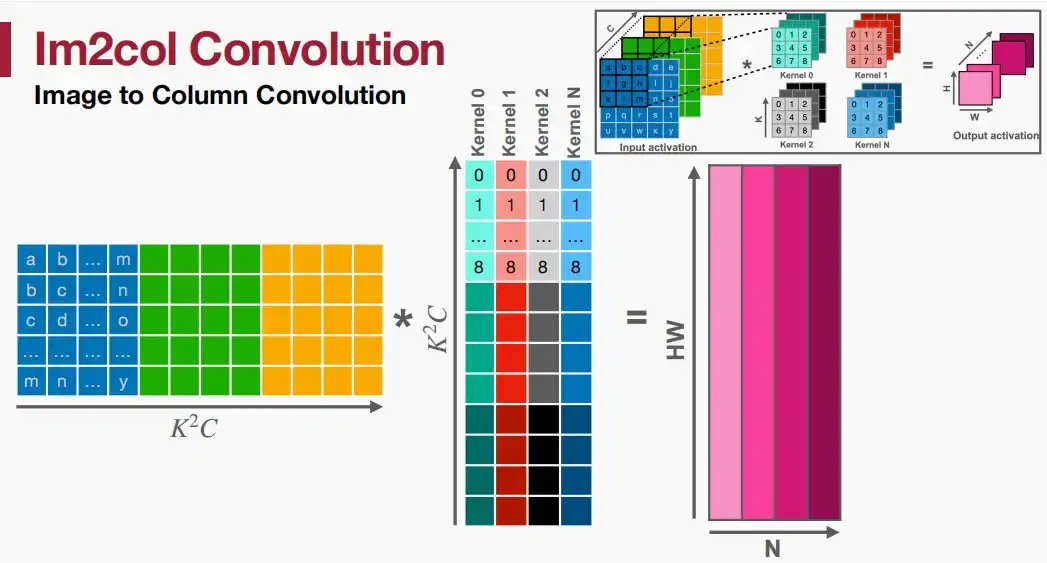 Im2col Convolution
Image to Column Convolution
C
a b c d e
f g h i j
k l m n o
p q r s t
u v w x y
Input activation
*
0 1 2
3 4 5
6 7 8
Kernel 0
0 1 2
3 4 5
6 7 8
Kernel 1
K
0 1 2
3 4 5
6 7 8
Kernel 2
0 1 2
3 4 5
6 7 8
Kernel N
=
N
H
W
Output activation
a b ... m
b c ... n
c d ... o
... ... ... ...
m n ... y
K²C
*
Kernel 0
Kernel 1
Kernel 2
Kernel N
0 0 0 0
1 1 1 1
... ... ... ...
8 8 8 8
K²C
=
HW
N